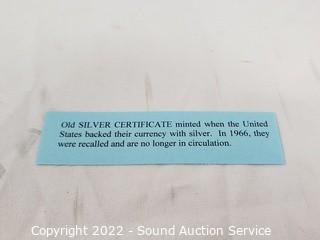 Old SILVER CERTIFICATE minted when the United
States backed their currency with silver. In 1966, they
were recalled and are no longer in circulation.
Copyright 2022 - Sound Auction Service